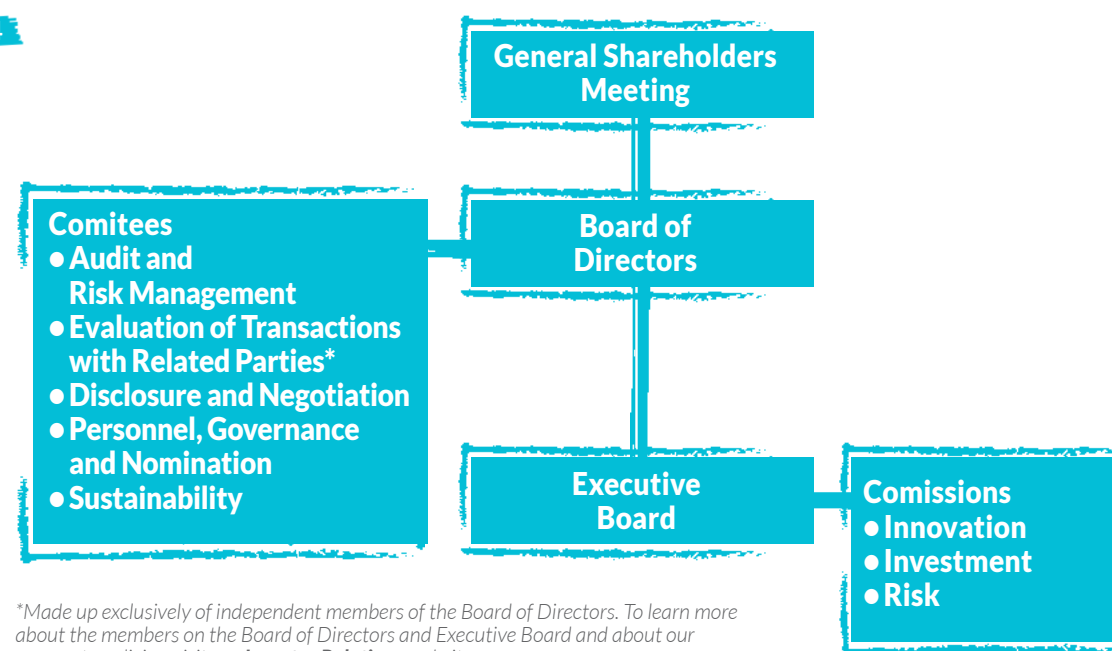 General Shareholders
Meeting
Board of
Directors
Comitees
● Audit and
Risk Management
● Evaluation of Transactions
with Related Parties*
● Disclosure and Negotiation
● Personnel, Governance
and Nomination
● Sustainability
Executive
Board
Comissions
● Innovation
● Investment
● Risk
*Made up exclusively of independent members of the Board of Directors. To learn more
about the members on the Board of Directors and Executive Board and about our